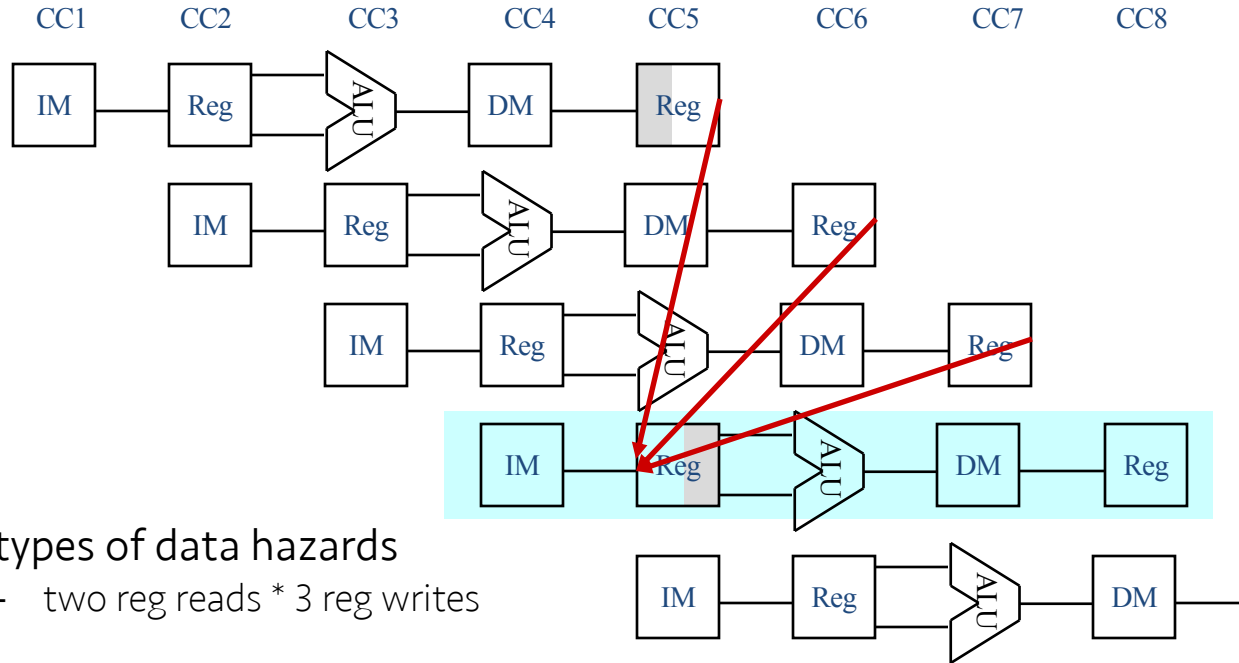 CC1 CC2 CC3 CC4 CC5 CC6 CC7 CC8
IM Reg ALU DM Reg
IM Reg ALU DM Reg
IM Reg ALU DM Reg
IM Reg ALU DM Reg
types of data hazards
- two reg reads * 3 reg writes
IM Reg ALU DM